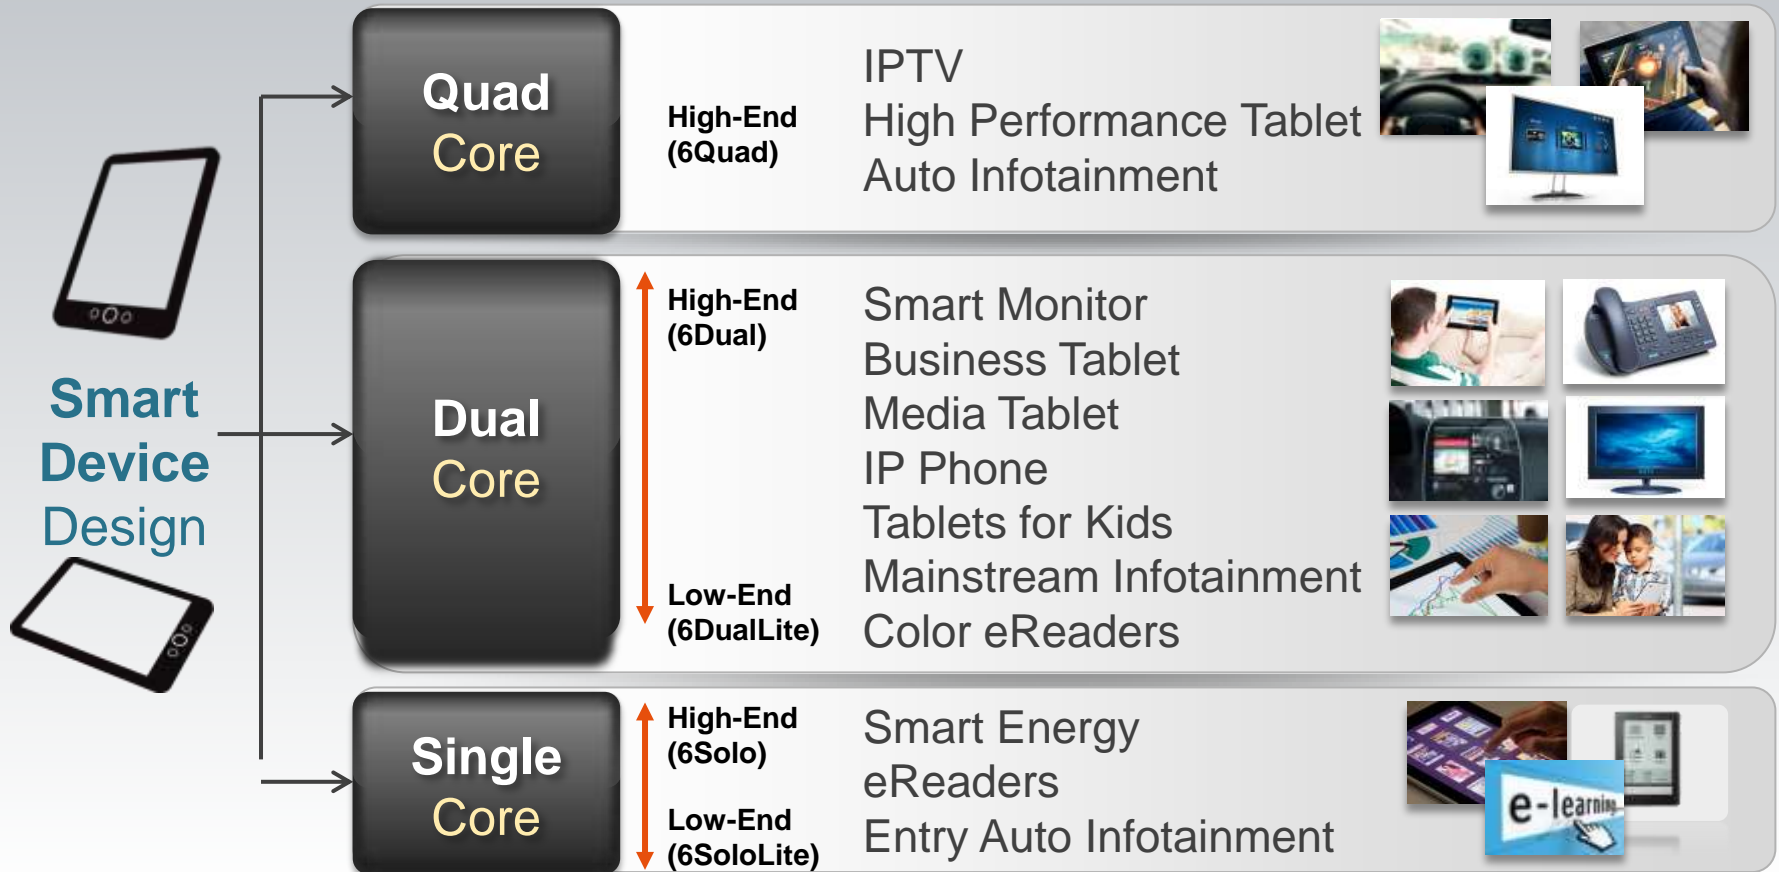 Smart
Device
Design
Quad
Core
High-End
(6Quad)
IPTV
High Performance Tablet
Auto Infotainment
Dual
Core
High-End
(6Dual)
Low-End
(6DualLite)
Smart Monitor
Business Tablet
Media Tablet
IP Phone
Tablets for Kids
Mainstream Infotainment
Color eReaders
Single
Core
High-End
(6Solo)
Low-End
(6SoloLite)
Smart Energy
eReaders
Entry Auto Infotainment
e-learning